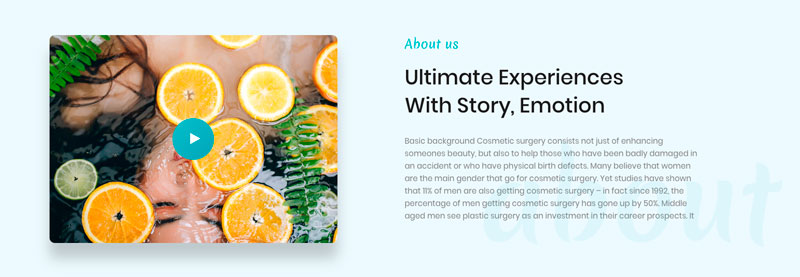 About us
Ultimate Experiences
With Story, Emotion
Basic background Cosmetic surgery consists not just of enhancing
someones beauty, but also to help those who have been badly damaged in
an accident or who have physical birth defects. Many believe that women
are the main gender that go for cosmetic surgery. Yet studies have shown
that 11% of men are also getting cosmetic surgery – in fact since 1992, the
percentage of men getting cosmetic surgery has gone up by 50%. Middle
aged men see plastic surgery as an investment in their career prospects. It
about